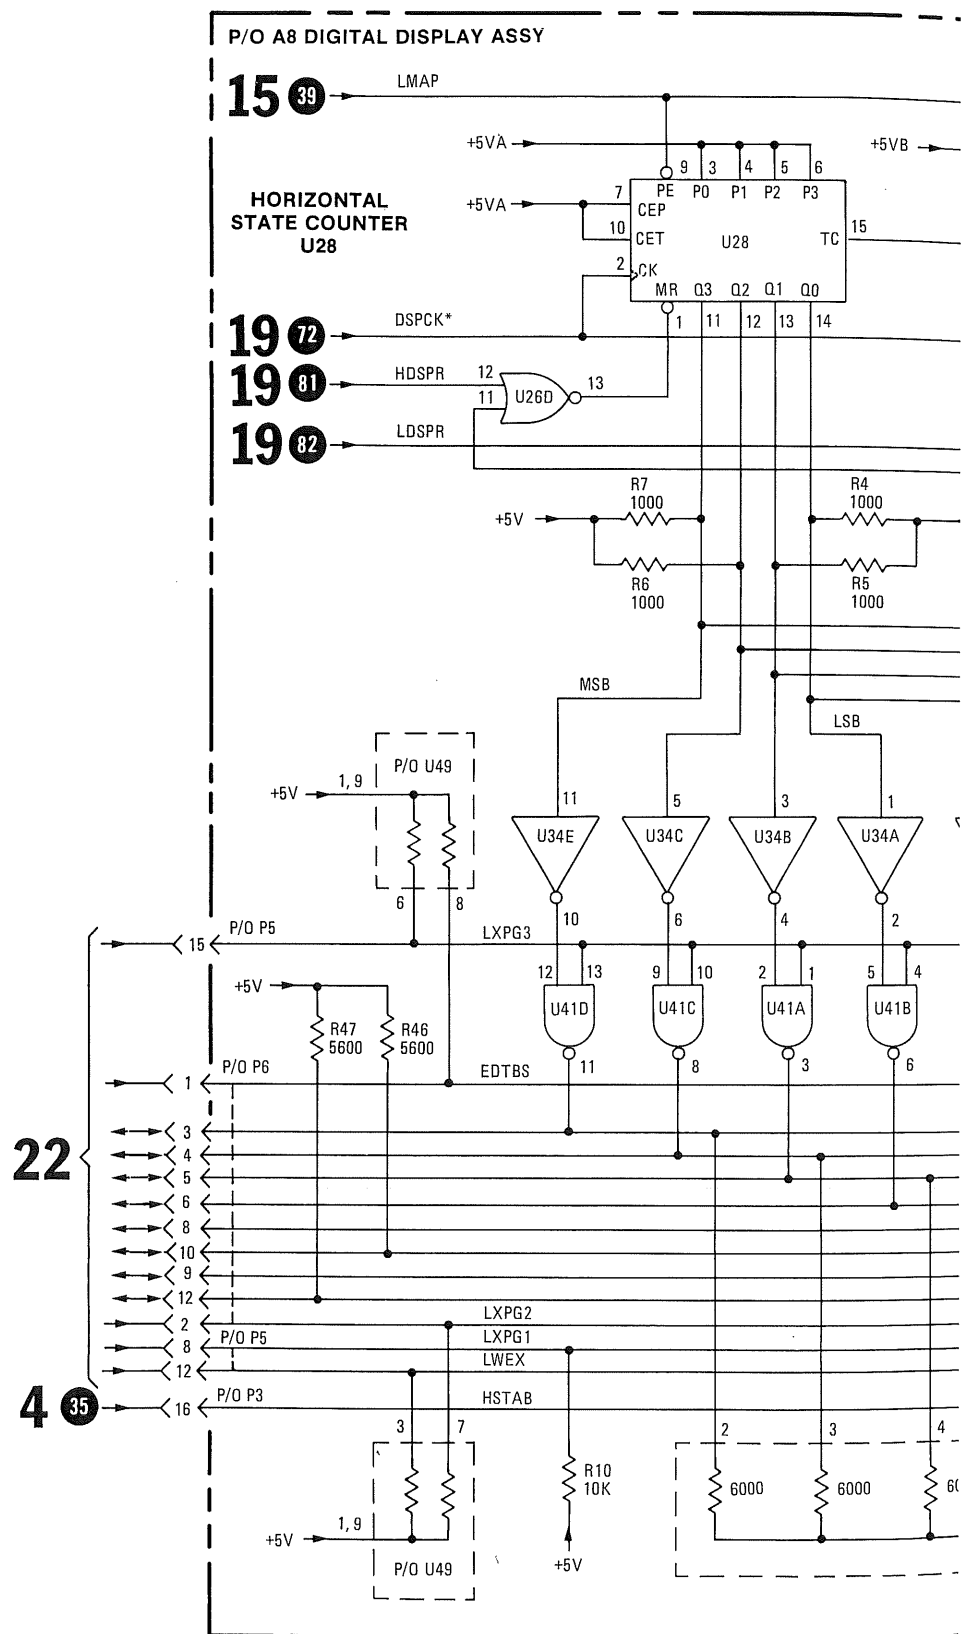 P/O A8 DIGITAL DISPLAY ASSY
15 39 LMAP
+5VA
+5VB
9 3 4 5 6
PE P0 P1 P2 P3
HORIZONTAL
STATE COUNTER
U28
+5VA
7 CEP
10 CET
U28
TC 15
2 CK
MR Q3 Q2 Q1 Q0
1 11 12 13 14
19 72 DSPCK*
19 81 HDSPR
12
11
U26D
13
19 82 LDSPR
R7
1000
R4
1000
+5V
R6
1000
R5
1000
MSB
LSB
P/O U49
+5V 1,9
11 5 3 1
U34E U34C U34B U34A
6 8
10 6 4 2
15 P/O P5
LXPG3
12 13 9 10 2 1 5 4
+5V
U41D U41C U41A U41B
R47
5600
R46
5600
11 8 3 6
1 P/O P6
EDTBS
22
3
4
5
6
8
10
9
12
2 LXPG2
8 P/O P5 LXPG1
12 LWEX
4 35 16 P/O P3 HSTAB
3 7 2 3 4
R10
10K
6000 6000
+5V 1,9
P/O U49
+5V